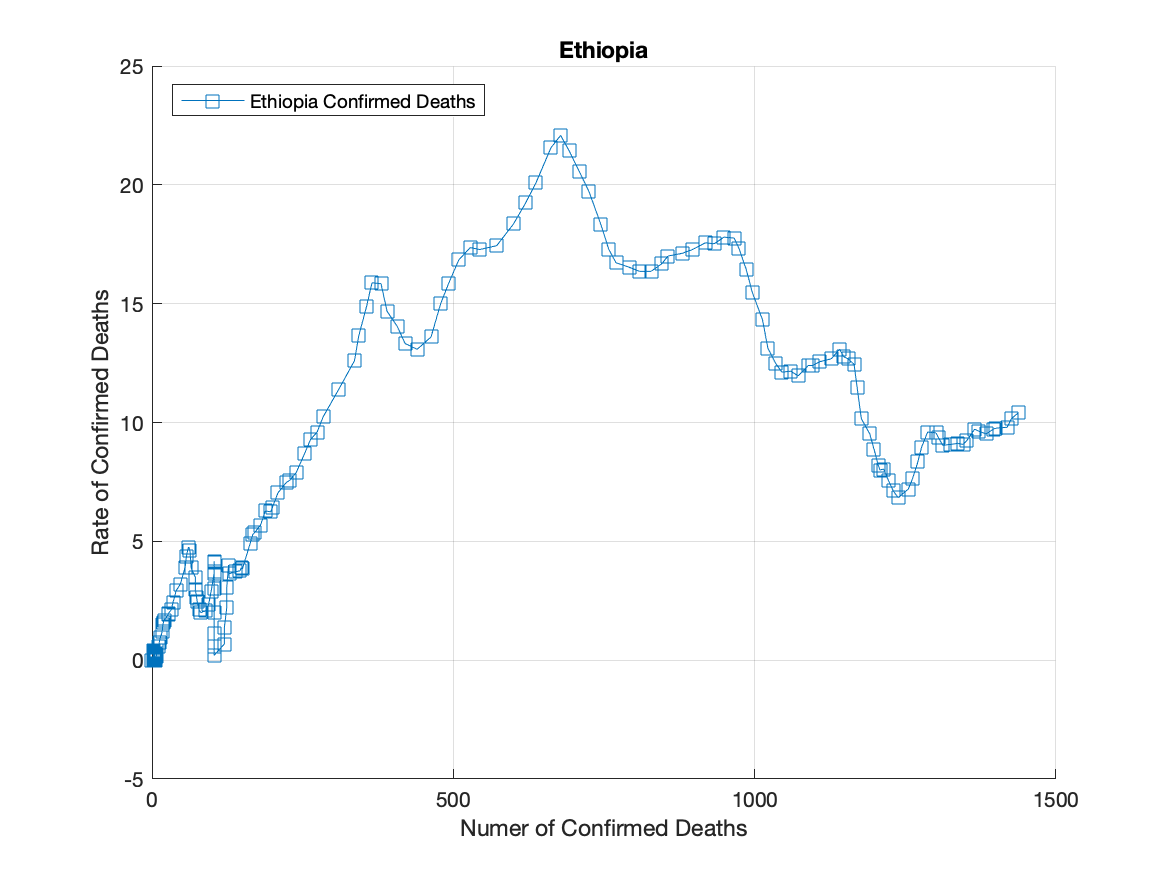 Ethiopia
Ethiopia Confirmed Deaths
25
20
15
10
5
0
-5
Rate of Confirmed Deaths
0 500 1000 1500
Numer of Confirmed Deaths